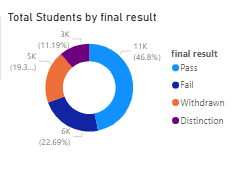 Total Students by final result
3K
(11.19%)
5K
(19.3...)
11K
(46.8%)
6K
(22.69%)
final result
Pass
Fail
Withdrawn
Distinction